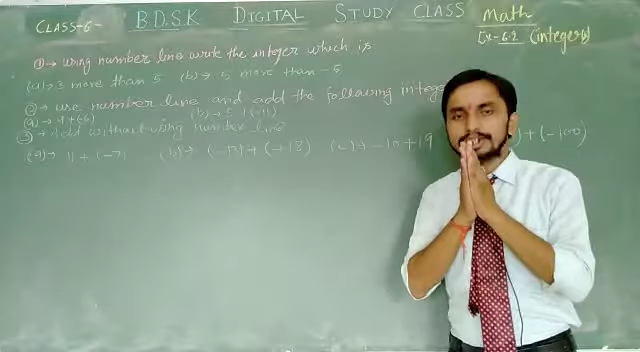 CLASS-6- B.D.S.K DIGITAL STUDY CLASS Math
Ex-6.2 (integers)
①→ using number line write the integer which is
(a)→ 3 more than 5 (b)→ 5 more than -5
②→ use number line and add the following intege
(a)→ 9+(-6) (b)→ 5+(-11)
③→ Add without using number line
(a)→ 11+(-7) (b)→ (-13)+(+18) (c)→ -10+19 )+(-100)